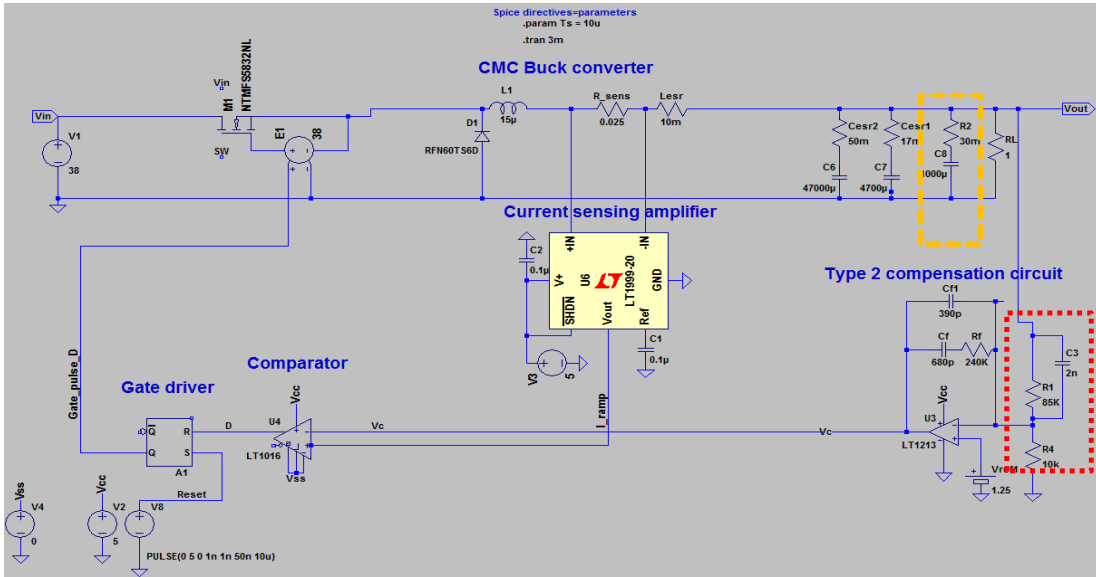 Spice directives=parameters
.param Ts = 10u
.tran 3m
CMC Buck converter
Vin
M1
NTMFS5832NL
SW
E1
38
Vin
V1
38
L1
15µ
D1
RFN60TS6D
R_sens
0.025
Lesr
10m
Cesr2
50m
C6
47000µ
Cesr1
17m
C7
4700µ
R2
30m
C8
RL
1
Vout
Current sensing amplifier
C2
0.1µ
+IN
-IN
V+
U6
LT1999-20
GND
SHDN
Vout
Ref
V3
5
C1
0.1µ
I_ramp
Type 2 compensation circuit
Cf1
390p
Cf
680p
Rf
240K
C3
2n
R1
85K
R4
10k
Vcc
U3
LT1213
Vref1
1.25
Vc
Vc
Comparator
Vcc
U4
LT1016
Vss
Gate driver
Gate_pulse_D
Q
Q
R
S
A1
D
Reset
Vss
V4
0
Vcc
V2
5
V8
PULSE(0 5 0 1n 1n 50n 10u)